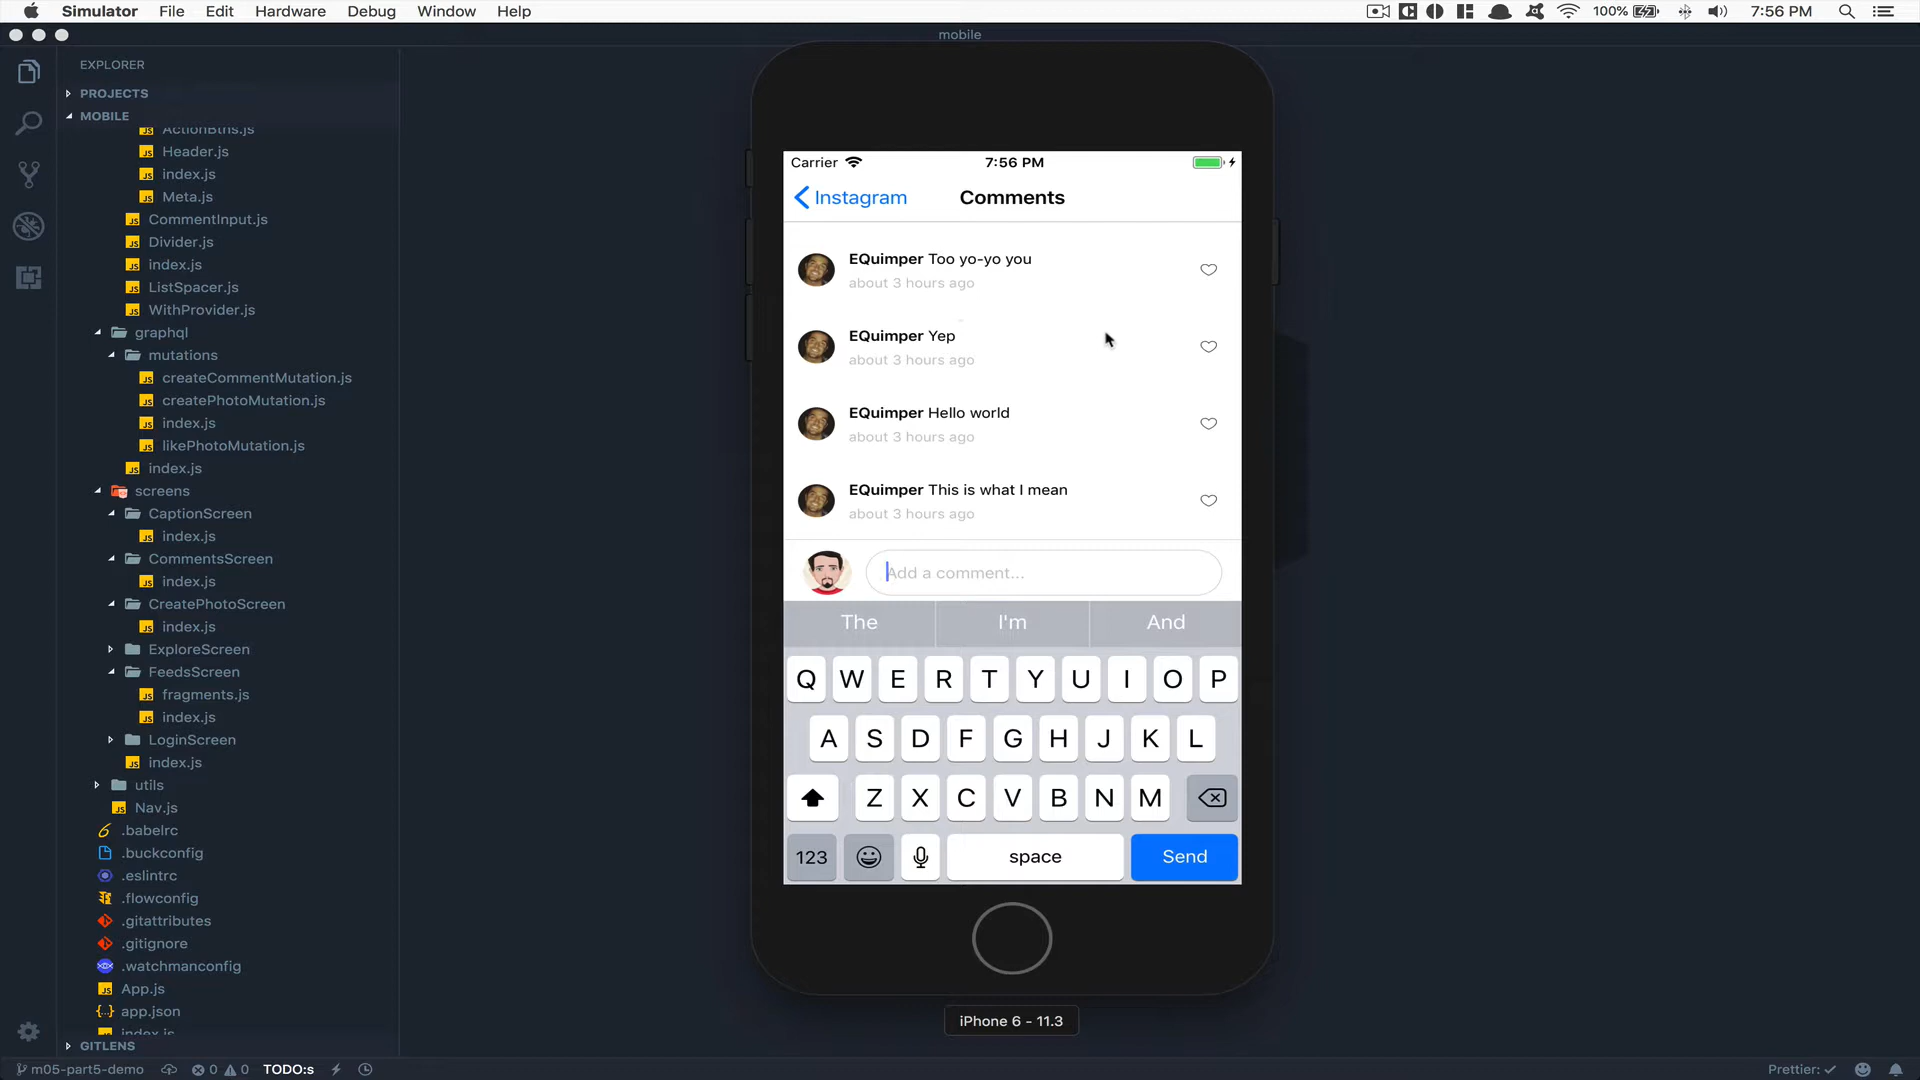 Simulator File Edit Hardware Debug Window Help
100%
7:56 PM
mobile
EXPLORER
PROJECTS
MOBILE
ActionBtns.js
Header.js
index.js
Meta.js
CommentInput.js
Divider.js
index.js
ListSpacer.js
WithProvider.js
graphql
mutations
createCommentMutation.js
createPhotoMutation.js
index.js
likePhotoMutation.js
index.js
screens
CaptionScreen
index.js
CommentsScreen
index.js
CreatePhotoScreen
index.js
ExploreScreen
FeedsScreen
fragments.js
index.js
LoginScreen
index.js
utils
Nav.js
.babelrc
.buckconfig
.eslintrc
.flowconfig
.gitattributes
.gitignore
.watchmanconfig
App.js
app.json
index.js
GITLENS
Carrier
7:56 PM
Instagram
Comments
EQuimper Too yo-yo you
about 3 hours ago
EQuimper Yep
about 3 hours ago
EQuimper Hello world
about 3 hours ago
EQuimper This is what I mean
about 3 hours ago
Add a comment...
The I'm And
Q W E R T Y U I O P
A S D F G H J K L
Z X C V B N M
123 space Send
iPhone 6 - 11.3
m05-part5-demo 0 0 TODO:s
Prettier: